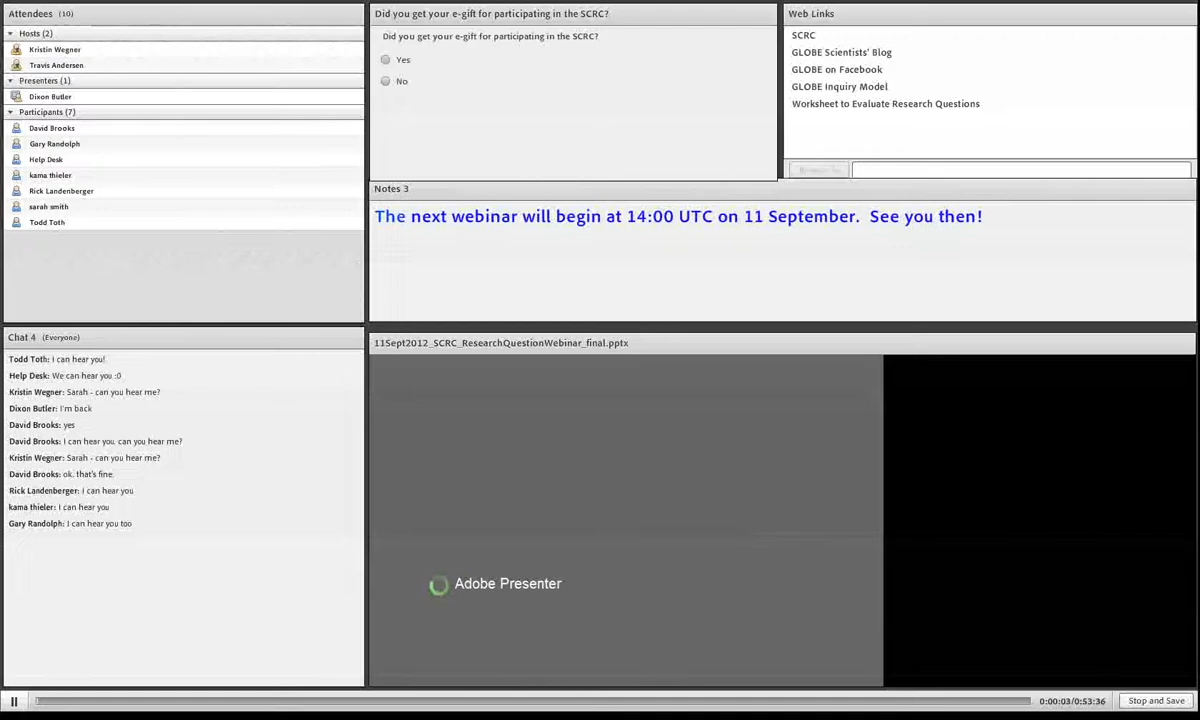 Attendees (10)
Hosts (2)
Kristin Wegner
Travis Andersen
Presenters (1)
Dixon Butler
Participants (7)
David Brooks
Gary Randolph
Help Desk
kama thieler
Rick Landenberger
sarah smith
Todd Toth
Did you get your e-gift for participating in the SCRC?
Did you get your e-gift for participating in the SCRC?
Yes
No
Web Links
SCRC
GLOBE Scientists' Blog
GLOBE on Facebook
GLOBE Inquiry Model
Worksheet to Evaluate Research Questions
Notes 3
The next webinar will begin at 14:00 UTC on 11 September. See you then!
Chat 4 (Everyone)
Todd Toth: I can hear you!
Help Desk: We can hear you :0
Kristin Wegner: Sarah - can you hear me?
Dixon Butler: I'm back
David Brooks: yes
David Brooks: I can hear you. can you hear me?
Kristin Wegner: Sarah - can you hear me?
David Brooks: ok. that's fine.
Rick Landenberger: I can hear you
kama thieler: I can hear you
Gary Randolph: I can hear you too
11Sept2012_SCRC_ResearchQuestionWebinar_final.pptx
Adobe Presenter
0:00:03/0:53:36
Stop and Save